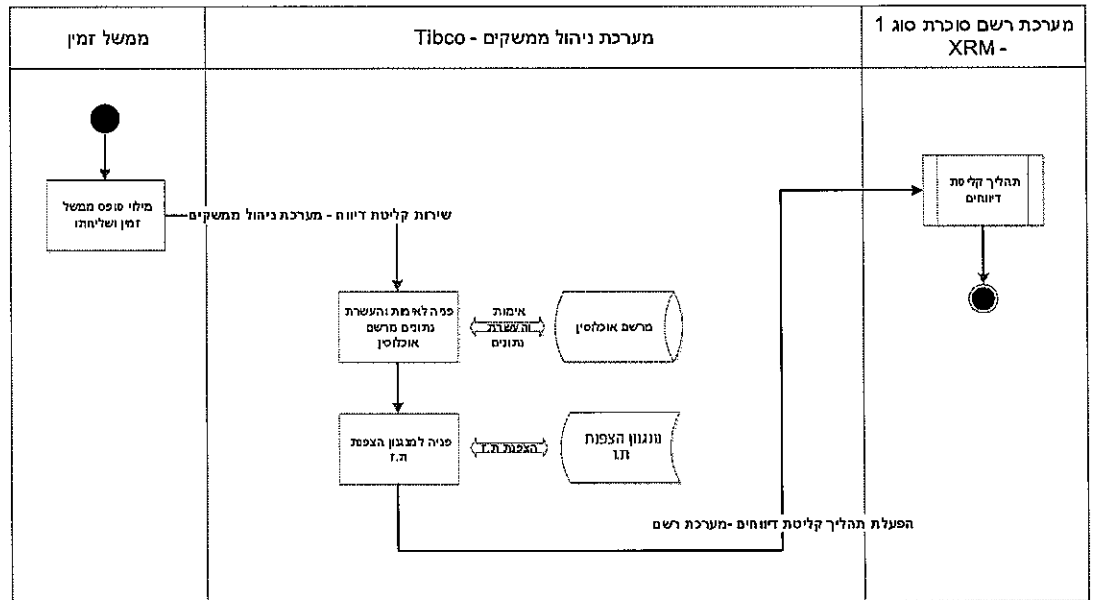 מערכת רשם סוכרת סוג 1
- XRM
מערכת ניהול ממשקים - Tibco
ממשל זמין
מילוי טופס ממשל
זמין ושליחתו
שירות קליטת דיווח - מערכת ניהול ממשקים
פניה לאימות והעשרת
נתונים מרשם
אוכלוסין
אימות
והעשרת
נתונים
מרשם אוכלוסין
פניה למנגנון הצפנת
ת.ז
הצפנת ת.ז
מנגנון הצפנת
ת.ז
הפעלת תהליך קליטת דיווחים -מערכת רשם
תהליך קליטת
דיווחים